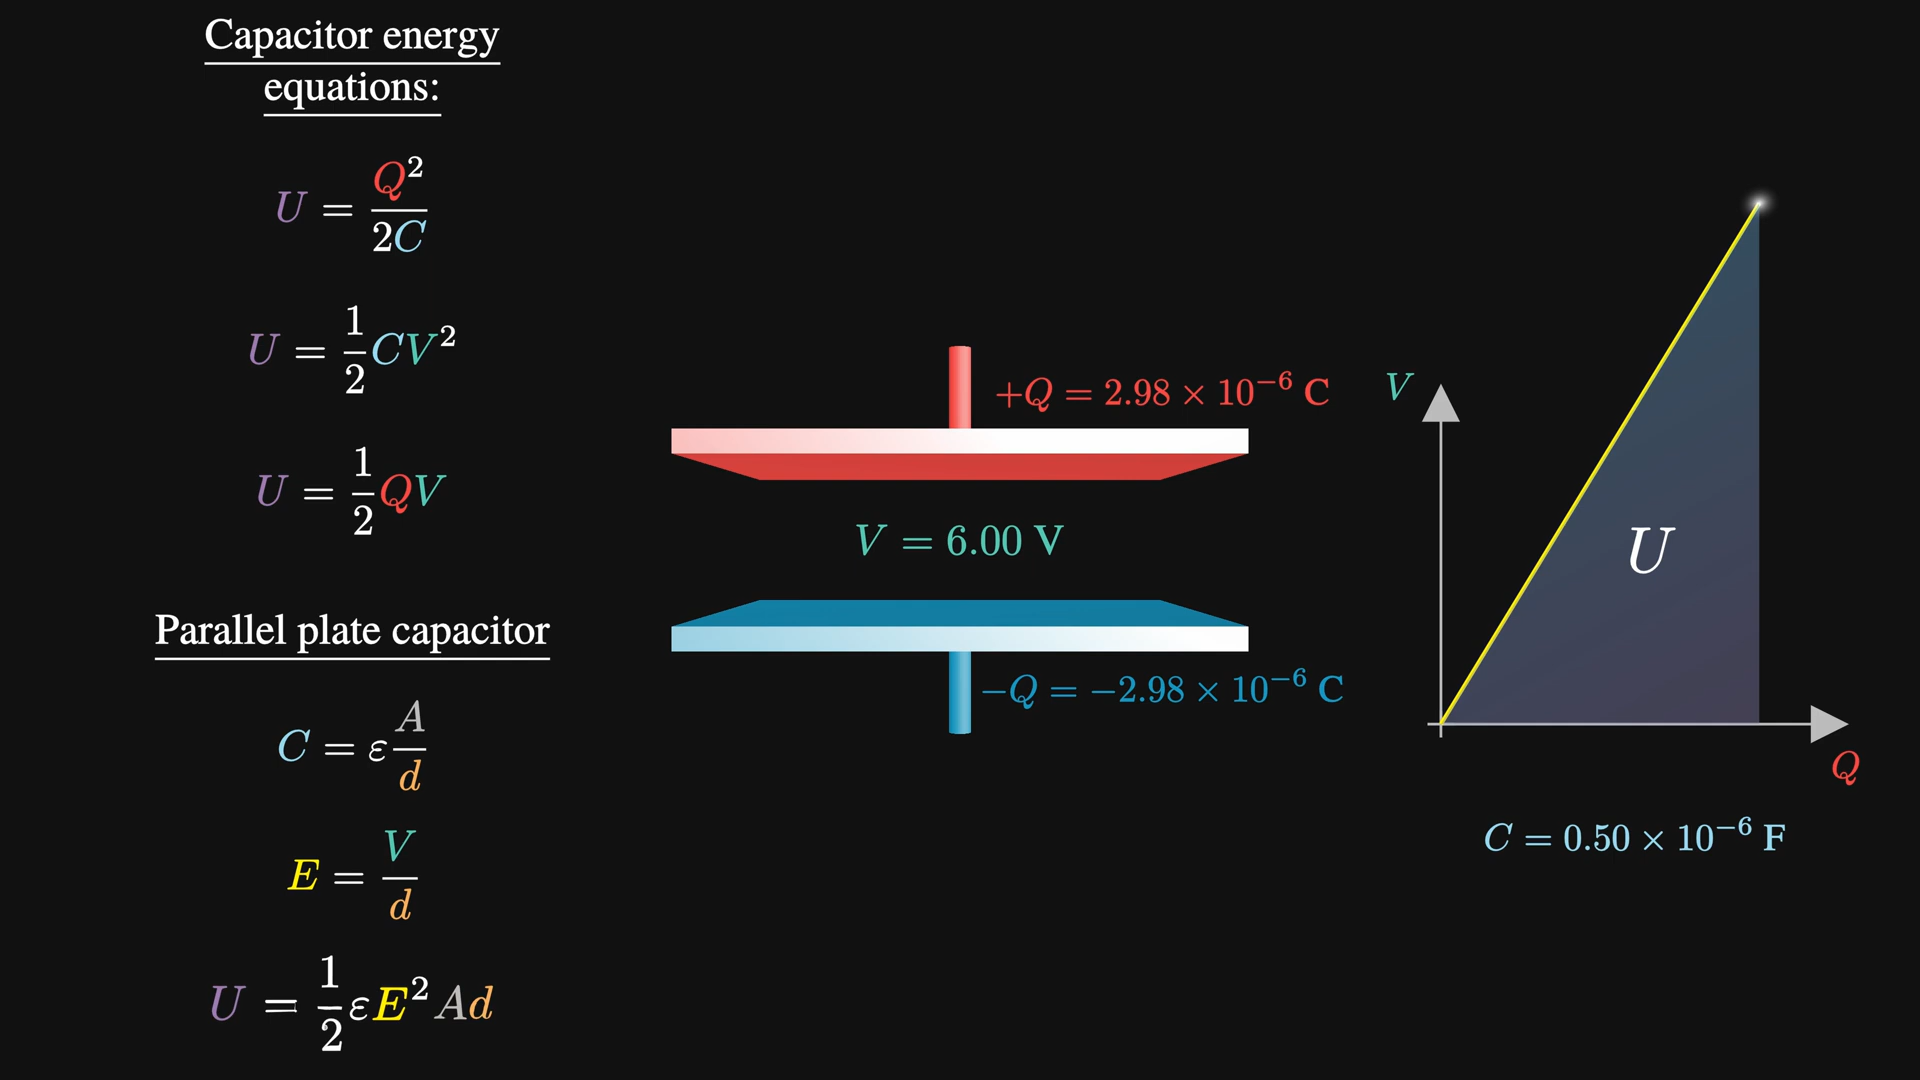 Capacitor energy
equations:
U = Q²/2C
U = 1/2 CV²
U = 1/2 QV
Parallel plate capacitor
C = ε A/d
E = V/d
U = 1/2 εE²Ad
+Q = 2.98 × 10⁻⁶ C
V = 6.00 V
−Q = −2.98 × 10⁻⁶ C
V
U
Q
C = 0.50 × 10⁻⁶ F